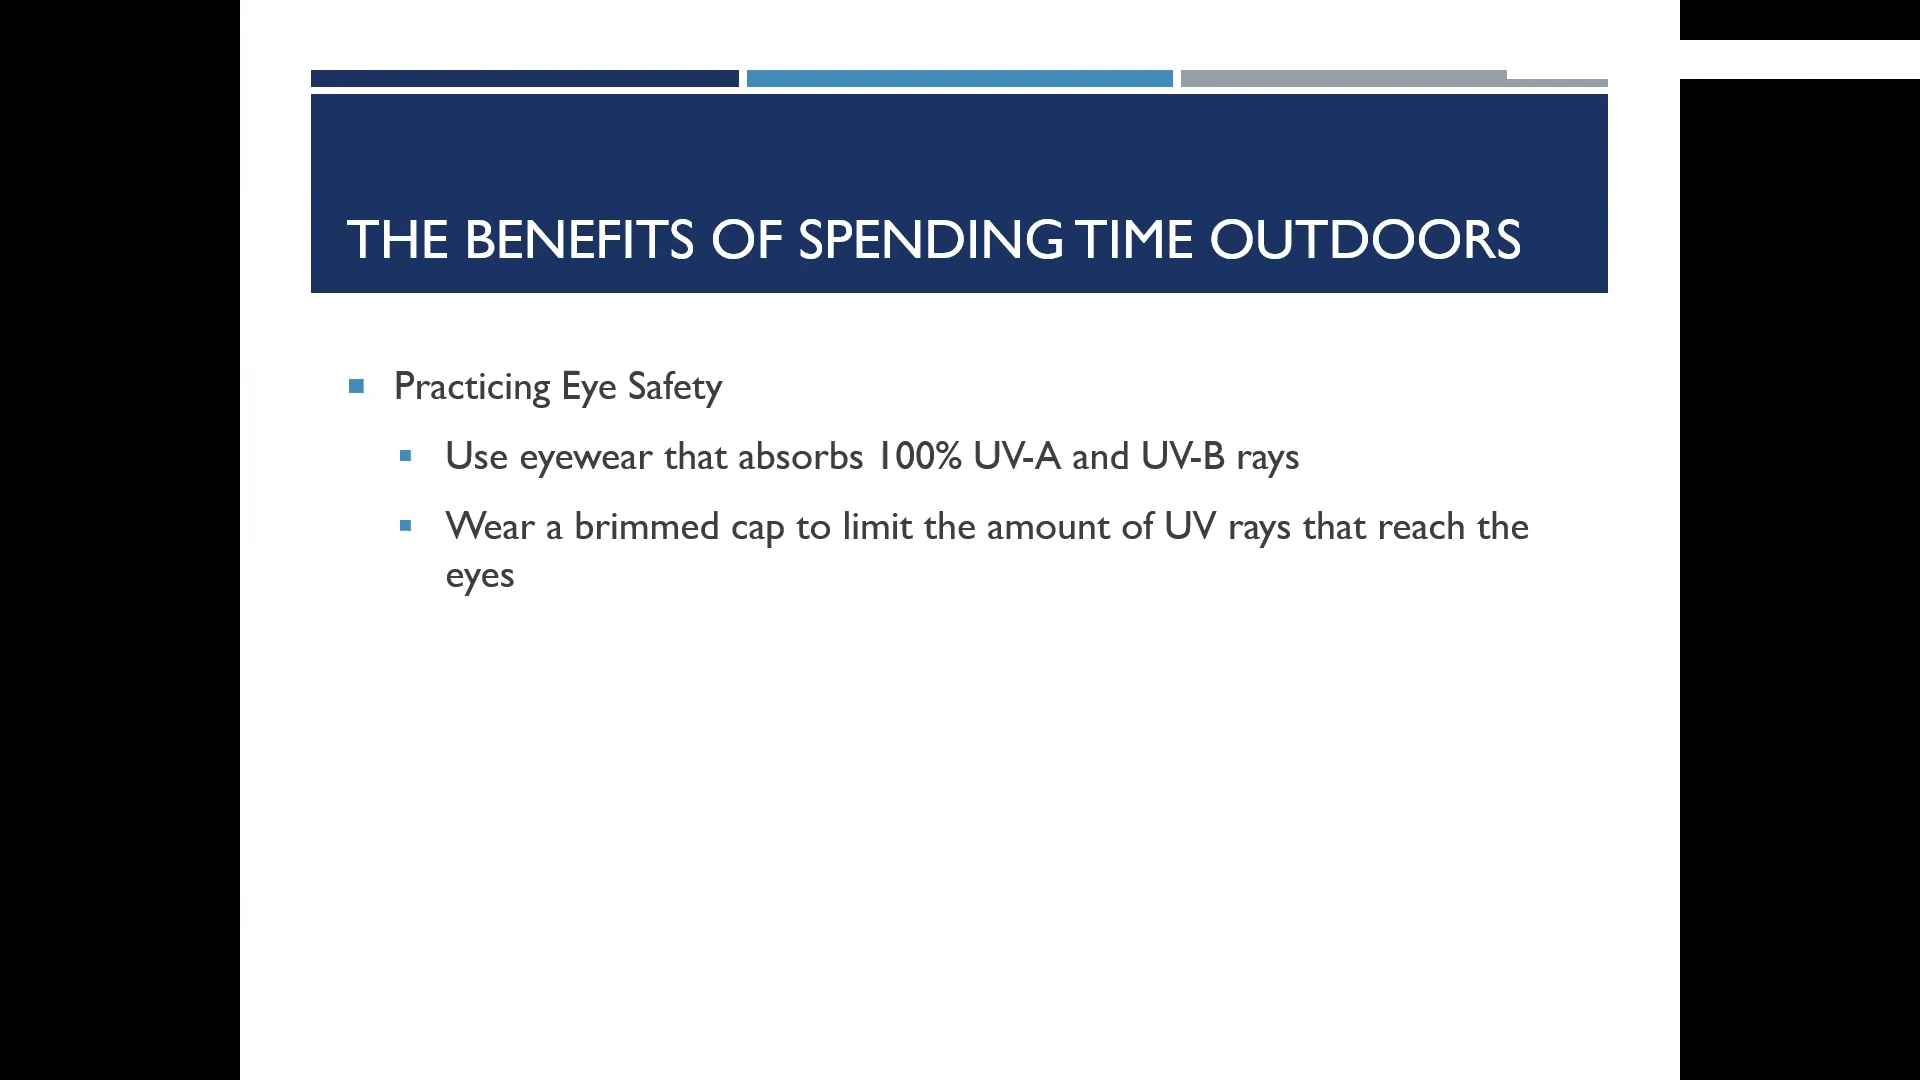 THE BENEFITS OF SPENDING TIME OUTDOORS
Practicing Eye Safety
Use eyewear that absorbs 100% UV-A and UV-B rays
Wear a brimmed cap to limit the amount of UV rays that reach the
eyes